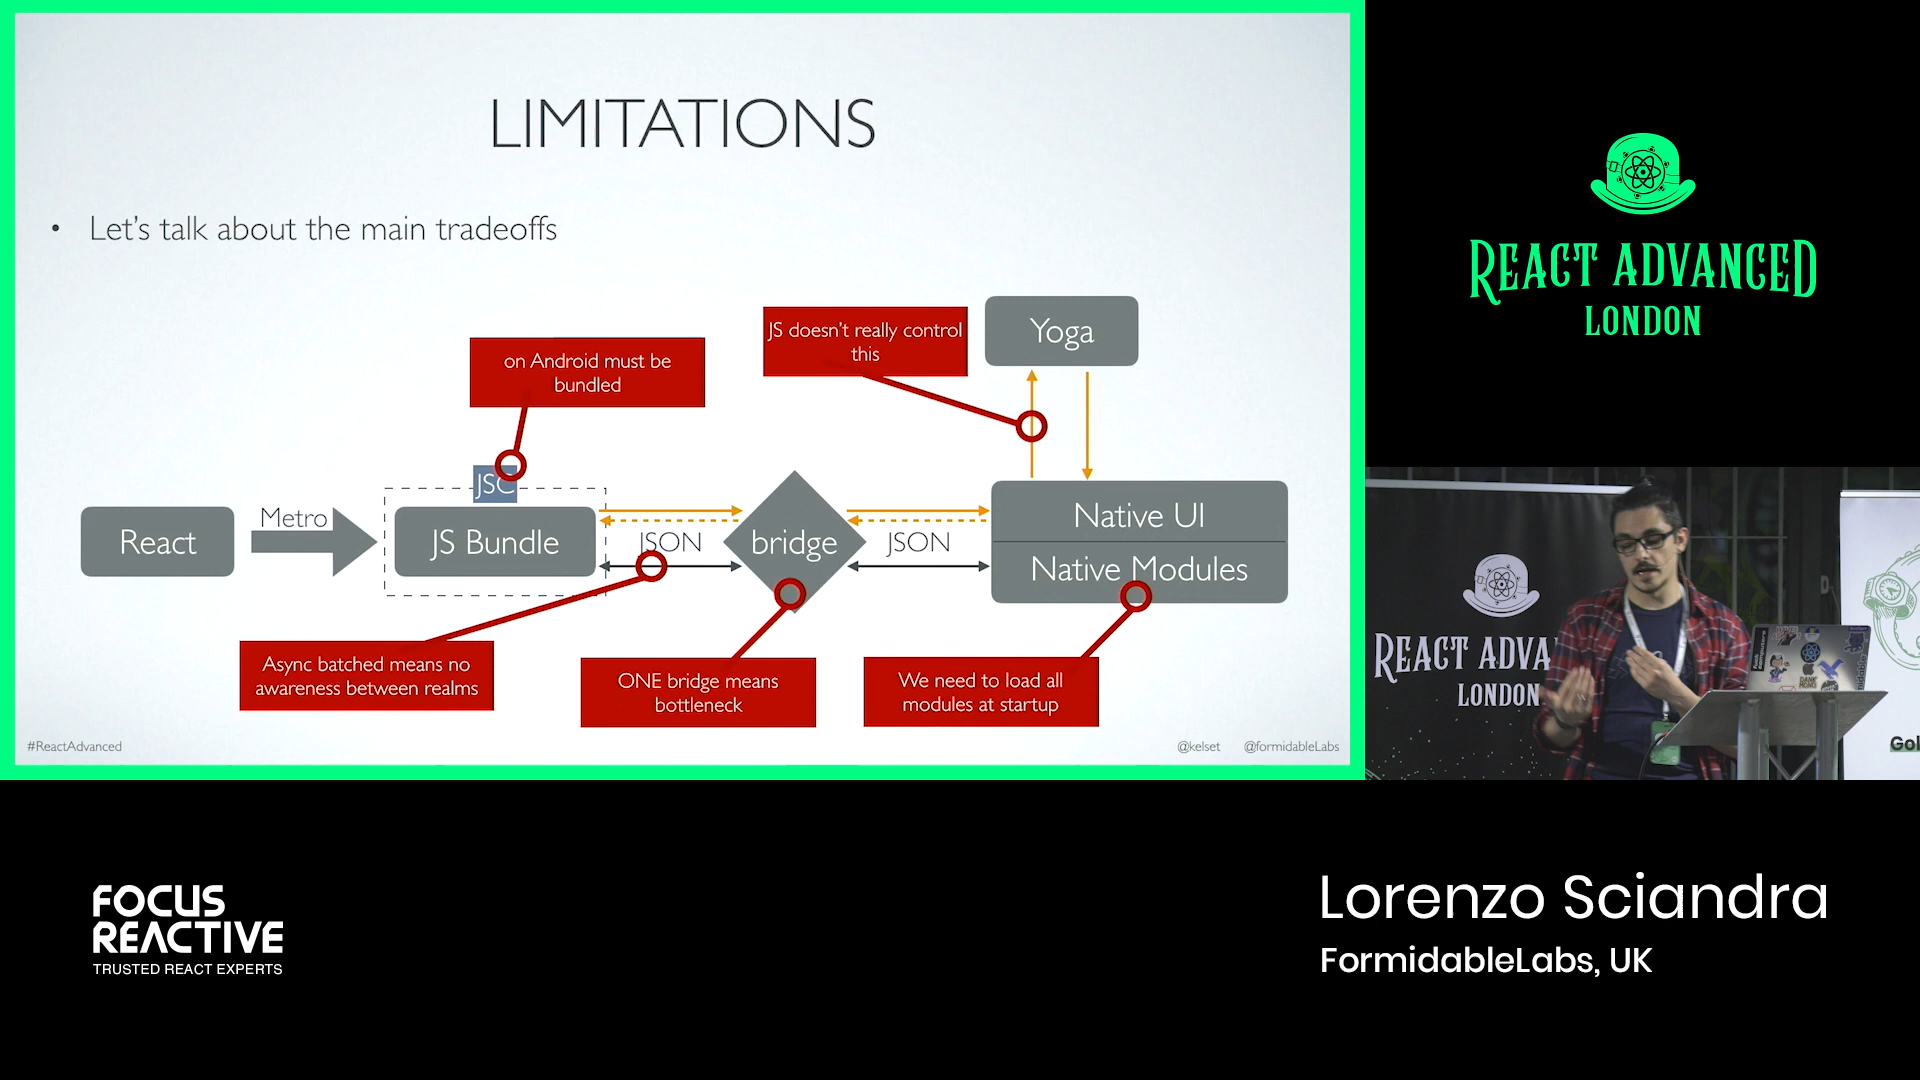 LIMITATIONS
• Let's talk about the main tradeoffs
JS doesn't really control
this
Yoga
on Android must be
bundled
JSC
React
Metro
JS Bundle
JSON
bridge
JSON
Native UI
Native Modules
Async batched means no
awareness between realms
ONE bridge means
bottleneck
We need to load all
modules at startup
#ReactAdvanced
@kelset
@formidableLabs
REACT ADVANCED
LONDON
REACT ADVA
LONDON
Gol
FOCUS
REACTIVE
TRUSTED REACT EXPERTS
Lorenzo Sciandra
FormidableLabs, UK